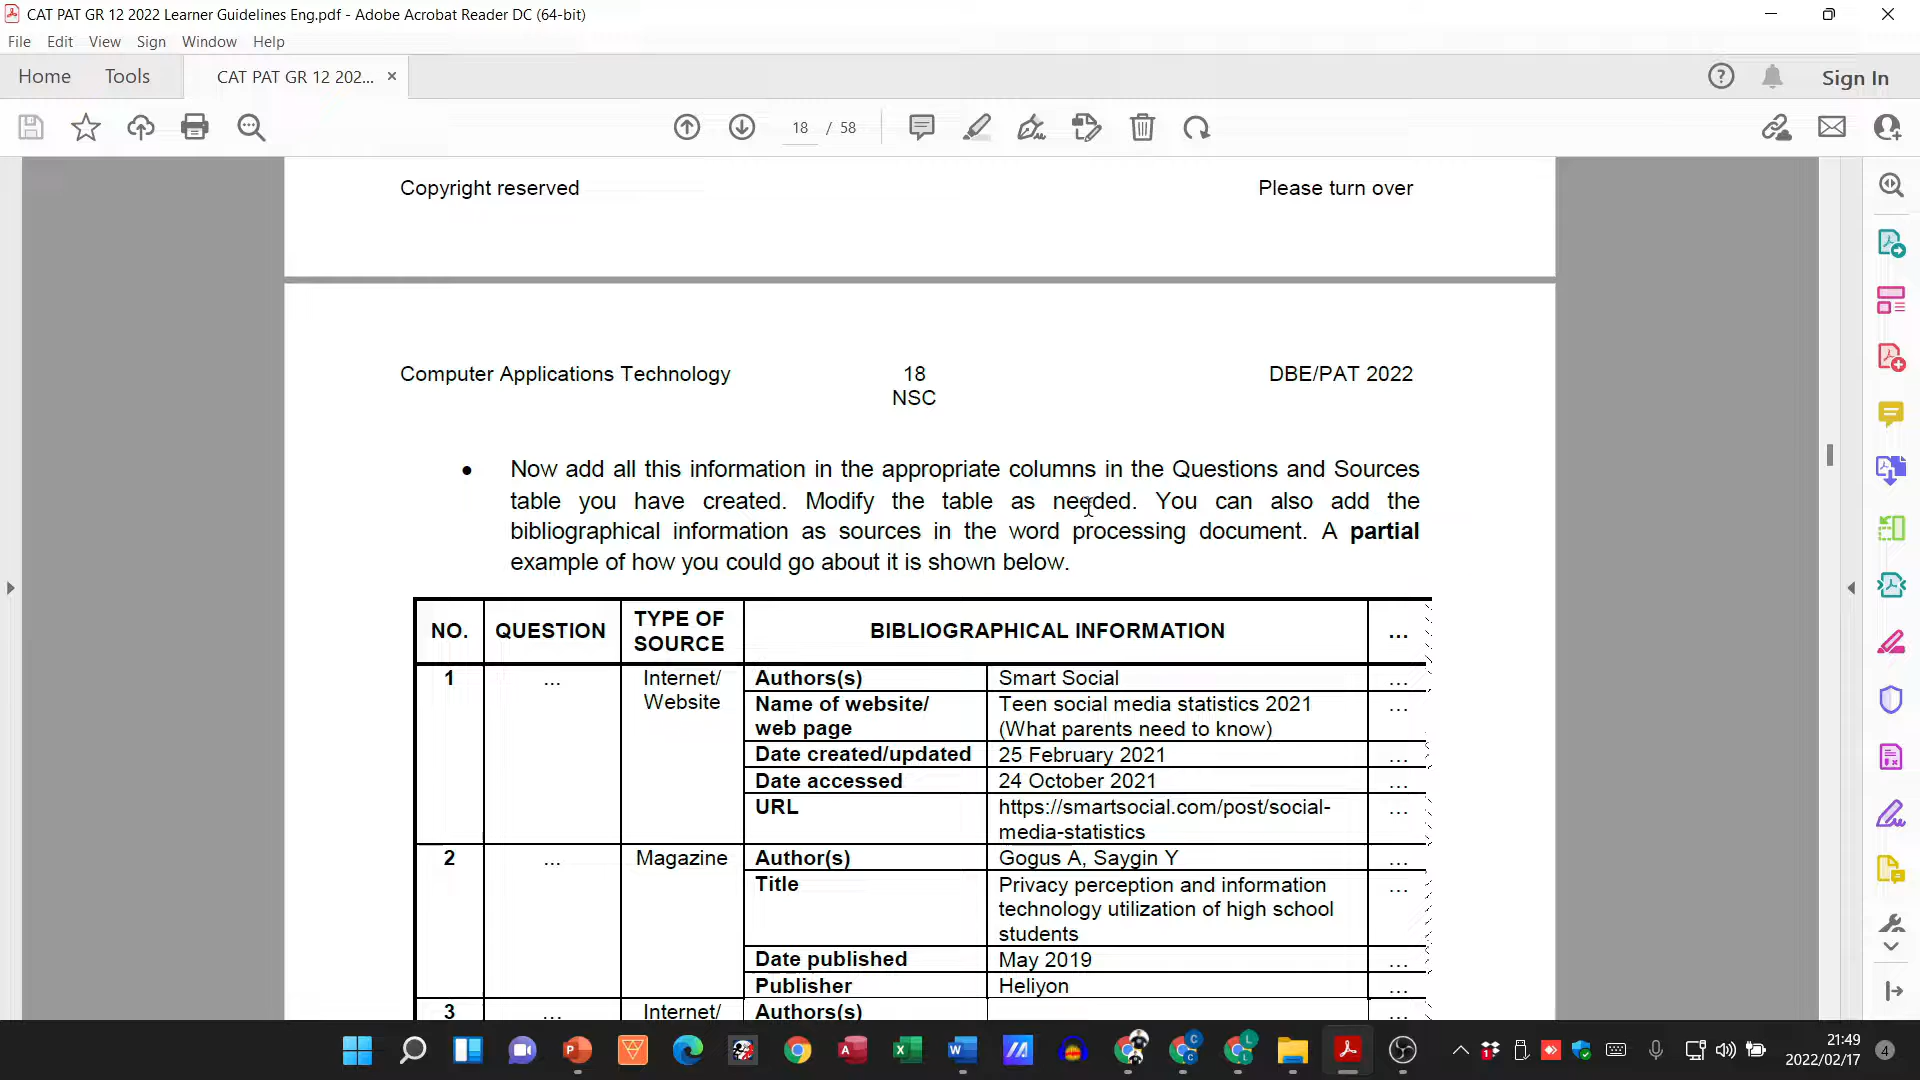 CAT PAT GR 12 2022 Learner Guidelines Eng.pdf - Adobe Acrobat Reader DC (64-bit)
File Edit View Sign Window Help
Home Tools CAT PAT GR 12 202... × Sign In
18 / 58
Copyright reserved Please turn over
Computer Applications Technology 18 DBE/PAT 2022
NSC
• Now add all this information in the appropriate columns in the Questions and Sources
table you have created. Modify the table as needed. You can also add the
bibliographical information as sources in the word processing document. A partial
example of how you could go about it is shown below.
NO. QUESTION TYPE OF SOURCE BIBLIOGRAPHICAL INFORMATION ...
1 ... Internet/ Authors(s) Smart Social ...
Website Name of website/ Teen social media statistics 2021 ...
web page (What parents need to know)
Date created/updated 25 February 2021 ...
Date accessed 24 October 2021 ...
URL https://smartsocial.com/post/social- ...
media-statistics
2 ... Magazine Author(s) Gogus A, Saygin Y ...
Title Privacy perception and information ...
technology utilization of high school
students
Date published May 2019 ...
Publisher Heliyon ...
3 ... Internet/ Authors(s) ...
21:49
2022/02/17 4